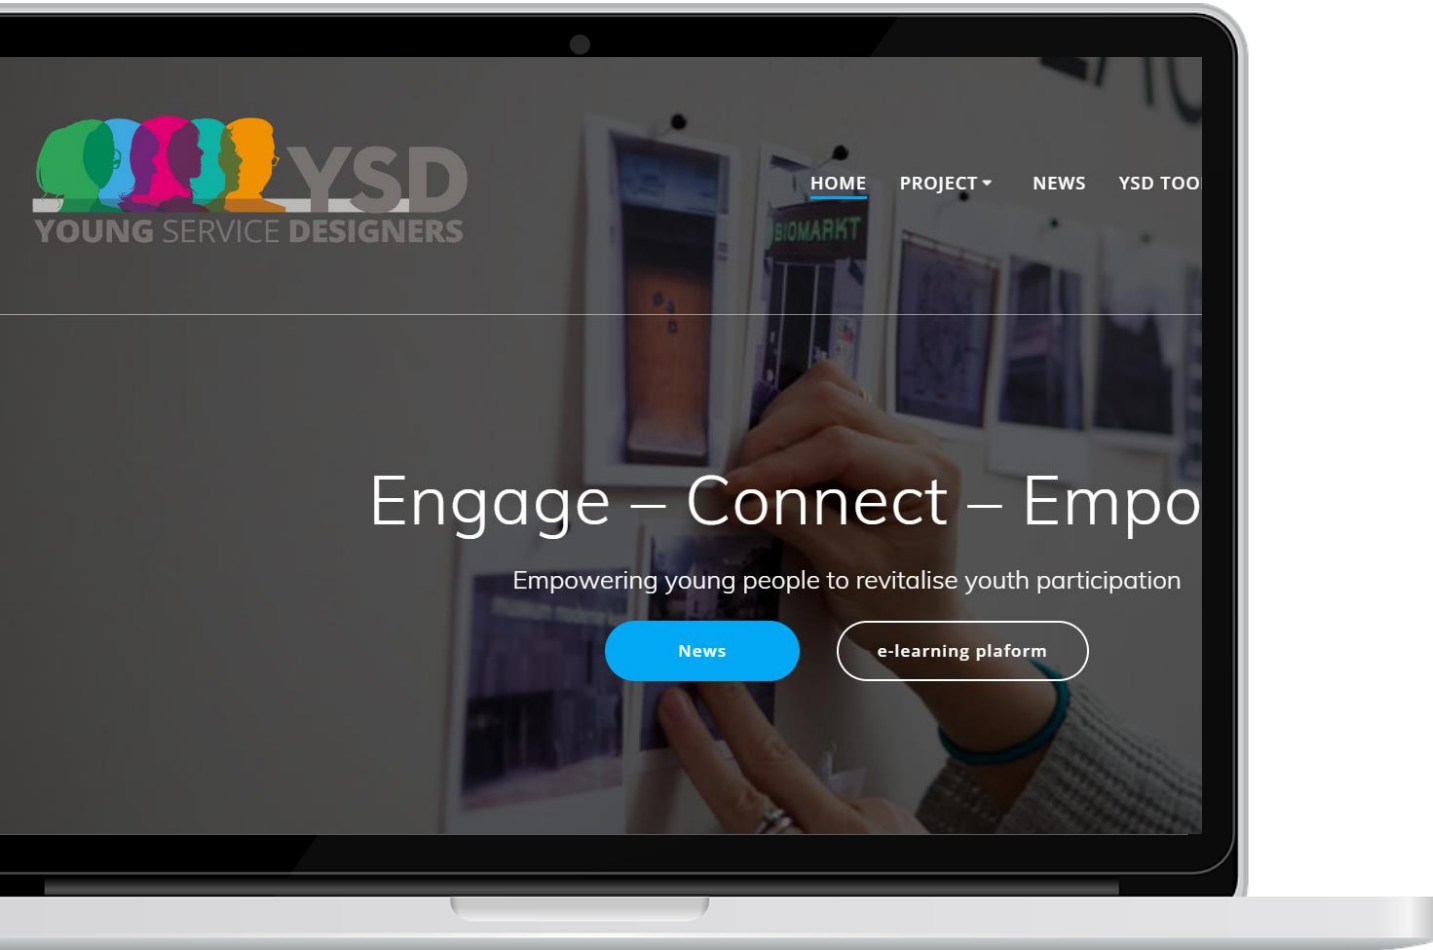 YSD
YOUNG SERVICE DESIGNERS
HOME PROJECT NEWS YSD TOO
BIOMARKT
Engage – Connect – Empo
Empowering young people to revitalise youth participation
News e-learning plaform